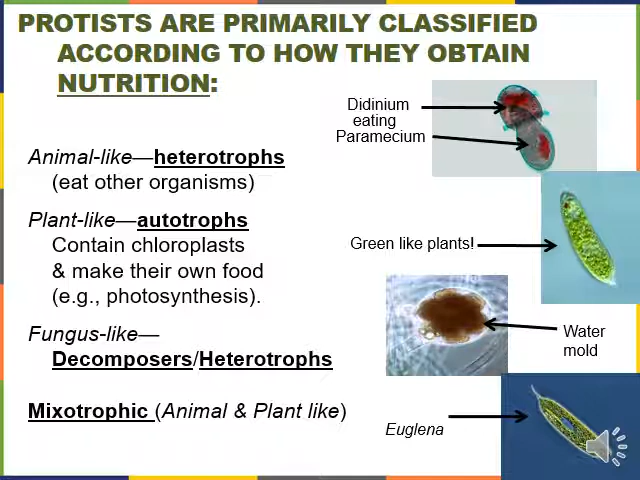 PROTISTS ARE PRIMARILY CLASSIFIED
ACCORDING TO HOW THEY OBTAIN
NUTRITION:
Didinium
eating
Paramecium
Animal-like—heterotrophs
(eat other organisms)
Plant-like—autotrophs
Contain chloroplasts
& make their own food
(e.g., photosynthesis).
Green like plants!
Fungus-like—
Decomposers/Heterotrophs
Water
mold
Mixotrophic (Animal & Plant like)
Euglena